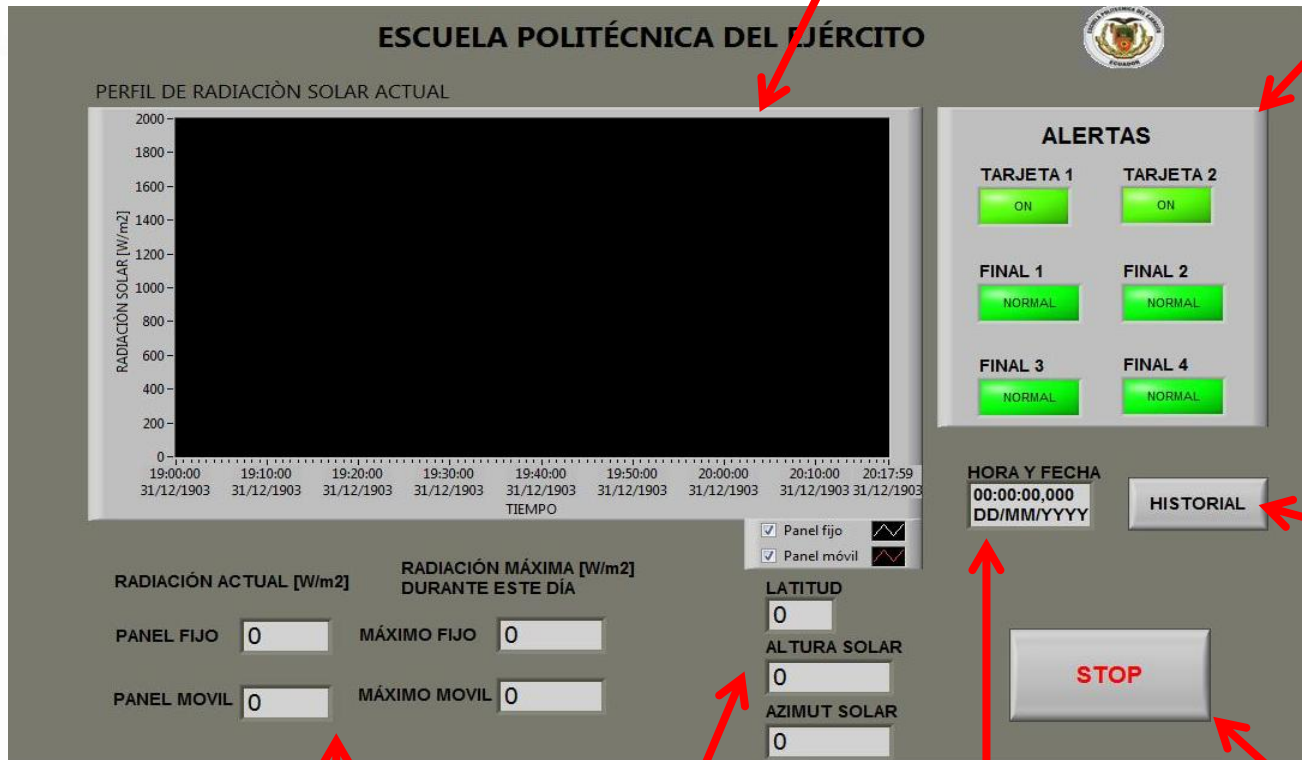 ESCUELA POLITÉCNICA DEL EJÉRCITO
ECUADOR
PERFIL DE RADIACIÒN SOLAR ACTUAL
2000
1800
1600
1400
1200
1000
800
600
400
200
0
RADIACIÒN SOLAR [W/m2]
19:00:00 19:10:00 19:20:00 19:30:00 19:40:00 19:50:00 20:00:00 20:10:00 20:17:59
31/12/1903 31/12/1903 31/12/1903 31/12/1903 31/12/1903 31/12/1903 31/12/1903 31/12/1903 31/12/1903
TIEMPO
Panel fijo
Panel móvil
ALERTAS
TARJETA 1 TARJETA 2
ON ON
FINAL 1 FINAL 2
NORMAL NORMAL
FINAL 3 FINAL 4
NORMAL NORMAL
HORA Y FECHA
00:00:00,000
DD/MM/YYYY
HISTORIAL
RADIACIÓN ACTUAL [W/m2]
RADIACIÓN MÁXIMA [W/m2]
DURANTE ESTE DÍA
PANEL FIJO 0 MÁXIMO FIJO 0
PANEL MOVIL 0 MÁXIMO MOVIL 0
LATITUD
0
ALTURA SOLAR
0
AZIMUT SOLAR
0
STOP